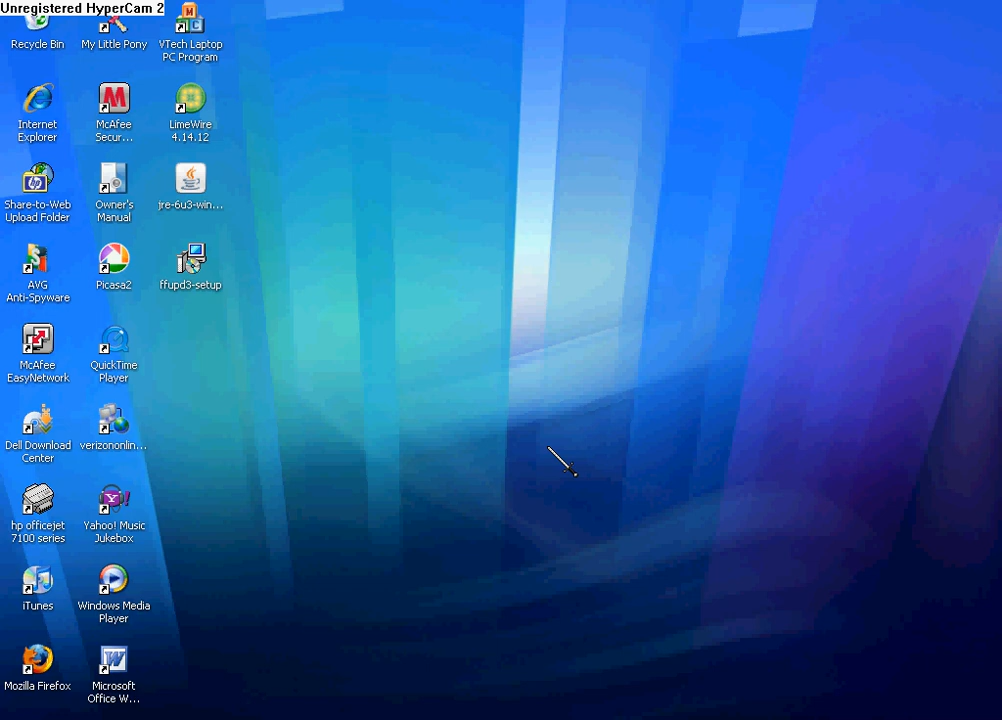 Unregistered HyperCam 2
Recycle Bin
My Little Pony
VTech Laptop
PC Program
Internet
Explorer
McAfee
Secur...
LimeWire
4.14.12
Share-to-Web
Upload Folder
Owner's
Manual
jre-6u3-win...
AVG
Anti-Spyware
Picasa2
ffupd3-setup
McAfee
EasyNetwork
QuickTime
Player
Dell Download
Center
verizononlin...
hp officejet
7100 series
Yahoo! Music
Jukebox
iTunes
Windows Media
Player
Mozilla Firefox
Microsoft
Office W...